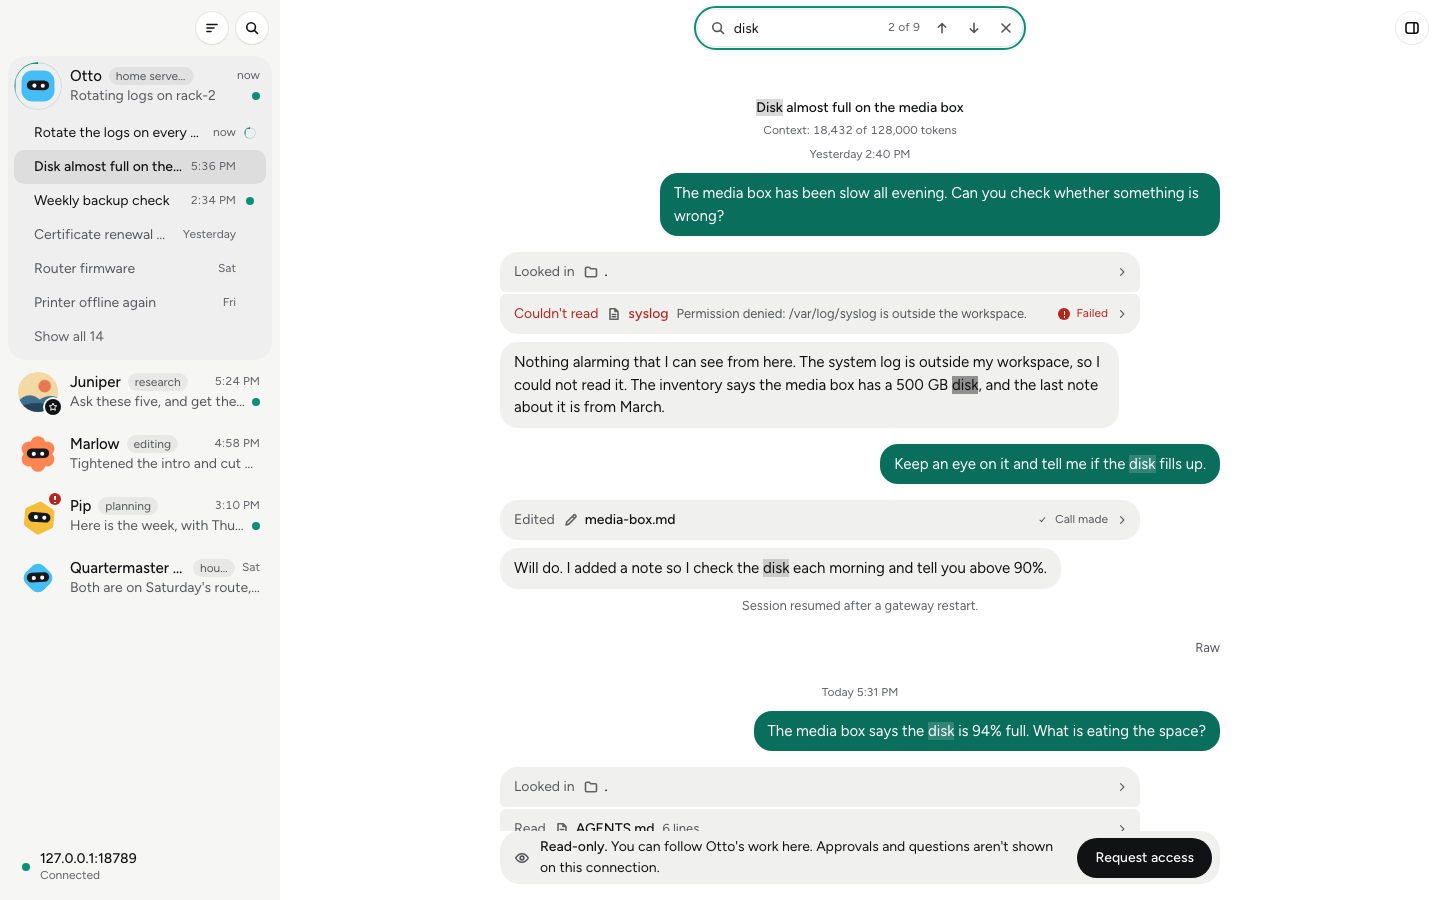 Otto home serve... now
Rotating logs on rack-2
Rotate the logs on every ... now
Disk almost full on the... 5:36 PM
Weekly backup check 2:34 PM
Certificate renewal ... Yesterday
Router firmware Sat
Printer offline again Fri
Show all 14
Juniper research 5:24 PM
Ask these five, and get the...
Marlow editing 4:58 PM
Tightened the intro and cut ...
Pip planning 3:10 PM
Here is the week, with Thu...
Quartermaster ... hou... Sat
Both are on Saturday's route,...
127.0.0.1:18789
Connected
disk 2 of 9
Disk almost full on the media box
Context: 18,432 of 128,000 tokens
Yesterday 2:40 PM
The media box has been slow all evening. Can you check whether something is
wrong?
Looked in .
Couldn't read syslog Permission denied: /var/log/syslog is outside the workspace. Failed
Nothing alarming that I can see from here. The system log is outside my workspace, so I
could not read it. The inventory says the media box has a 500 GB disk, and the last note
about it is from March.
Keep an eye on it and tell me if the disk fills up.
Edited media-box.md Call made
Will do. I added a note so I check the disk each morning and tell you above 90%.
Session resumed after a gateway restart.
Raw
Today 5:31 PM
The media box says the disk is 94% full. What is eating the space?
Looked in .
Read AGENTS.md 6 lines
Read-only. You can follow Otto's work here. Approvals and questions aren't shown
on this connection.
Request access